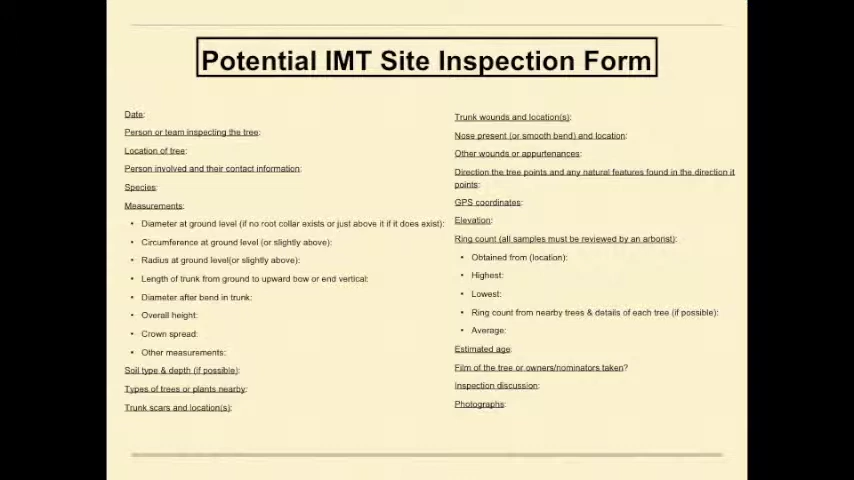 Potential IMT Site Inspection Form
Date:
Person or team inspecting the tree:
Location of tree:
Person involved and their contact information:
Species:
Measurements:
• Diameter at ground level (if no root collar exists or just above it if it does exist):
• Circumference at ground level (or slightly above):
• Radius at ground level(or slightly above):
• Length of trunk from ground to upward bow or end vertical:
• Diameter after bend in trunk:
• Overall height:
• Crown spread:
• Other measurements:
Soil type & depth (if possible):
Types of trees or plants nearby:
Trunk scars and location(s):
Trunk wounds and location(s):
Nose present (or smooth bend) and location:
Other wounds or appurtenances:
Direction the tree points and any natural features found in the direction it
points:
GPS coordinates:
Elevation:
Ring count (all samples must be reviewed by an arborist):
• Obtained from (location):
• Highest:
• Lowest:
• Ring count from nearby trees & details of each tree (if possible):
• Average:
Estimated age:
Film of the tree or owners/nominators taken?
Inspection discussion:
Photographs: